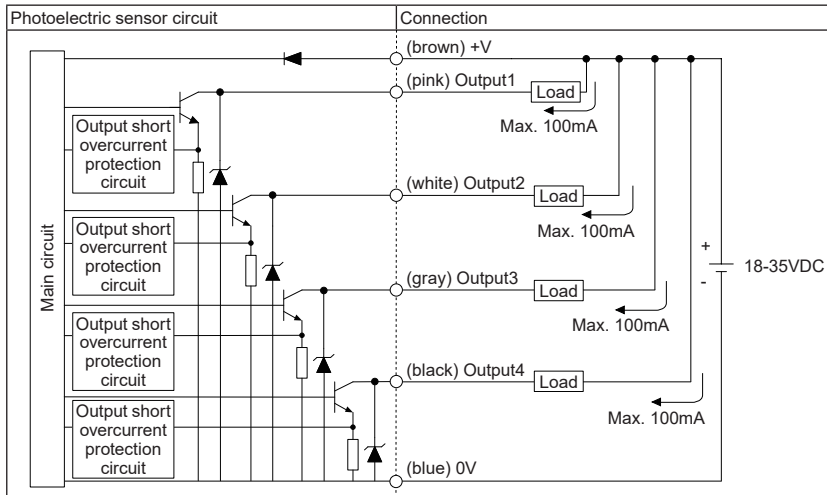 Photoelectric sensor circuit
Connection
(brown) +V
(pink) Output1
Load
Max. 100mA
Output short
overcurrent
protection
circuit
(white) Output2
Load
Max. 100mA
Output short
overcurrent
protection
circuit
Main circuit
+
-
18-35VDC
(gray) Output3
Load
Max. 100mA
Output short
overcurrent
protection
circuit
(black) Output4
Load
Max. 100mA
Output short
overcurrent
protection
circuit
(blue) 0V